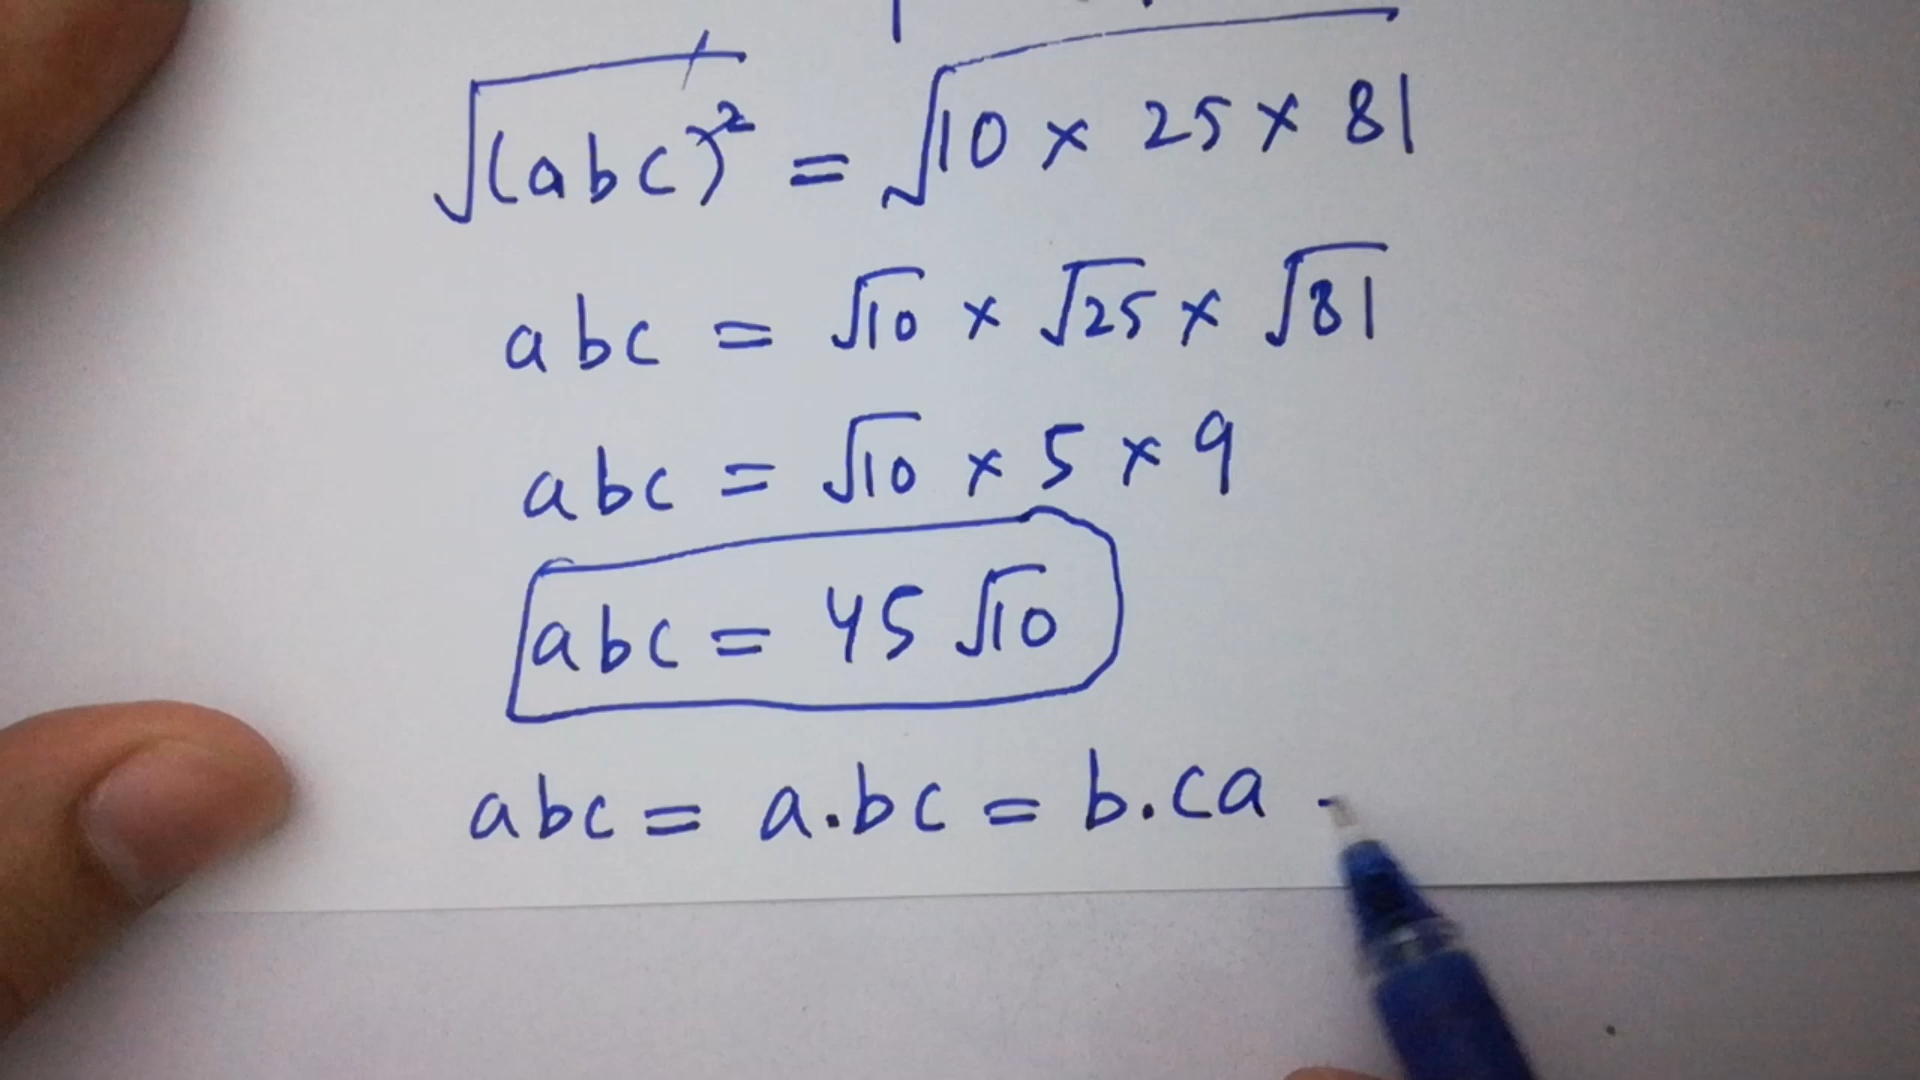 √(abc)² = √10 × 25 × 81
abc = √10 × √25 × √81
abc = √10 × 5 × 9
abc = 45 √10
abc = a.bc = b.ca